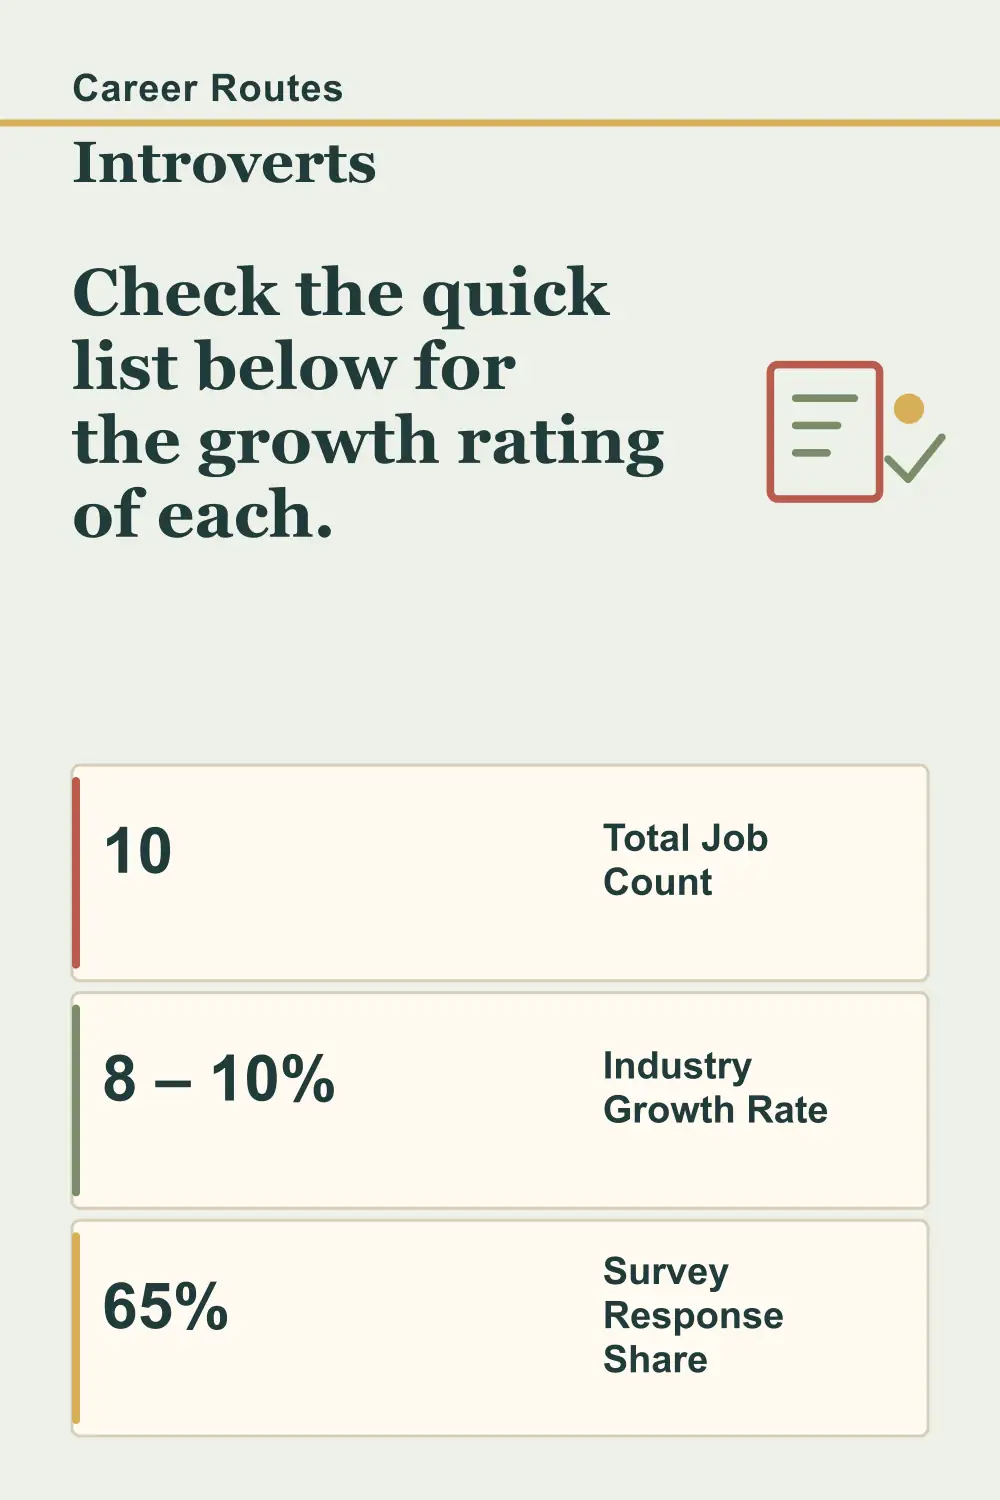 Career Routes
Introverts
Check the quick
list below for
the growth rating
of each.
10
Total Job
Count
8 – 10%
Industry
Growth Rate
65%
Survey
Response
Share